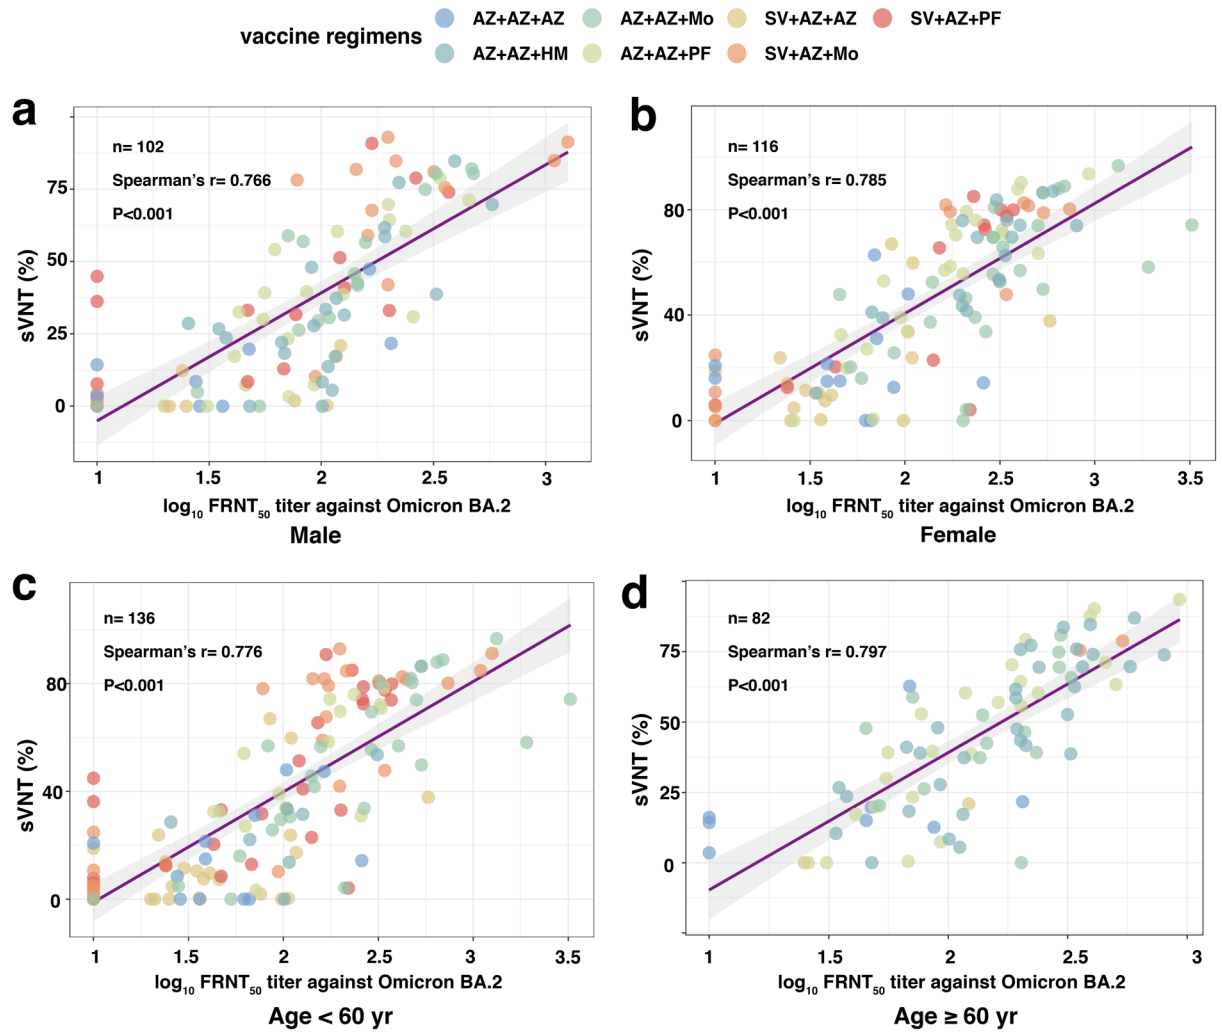 vaccine regimens
AZ+AZ+AZ AZ+AZ+Mo SV+AZ+AZ SV+AZ+PF
AZ+AZ+HM AZ+AZ+PF SV+AZ+Mo
a
n= 102
Spearman's r= 0.766
P<0.001
sVNT (%)
75
50
25
0
1 1.5 2 2.5 3
log10 FRNT50 titer against Omicron BA.2
Male
b
n= 116
Spearman's r= 0.785
P<0.001
sVNT (%)
80
40
0
1 1.5 2 2.5 3 3.5
log10 FRNT50 titer against Omicron BA.2
Female
c
n= 136
Spearman's r= 0.776
P<0.001
sVNT (%)
80
40
0
1 1.5 2 2.5 3 3.5
log10 FRNT50 titer against Omicron BA.2
Age < 60 yr
d
n= 82
Spearman's r= 0.797
P<0.001
sVNT (%)
75
50
25
0
1 1.5 2 2.5 3
log10 FRNT50 titer against Omicron BA.2
Age ≥ 60 yr